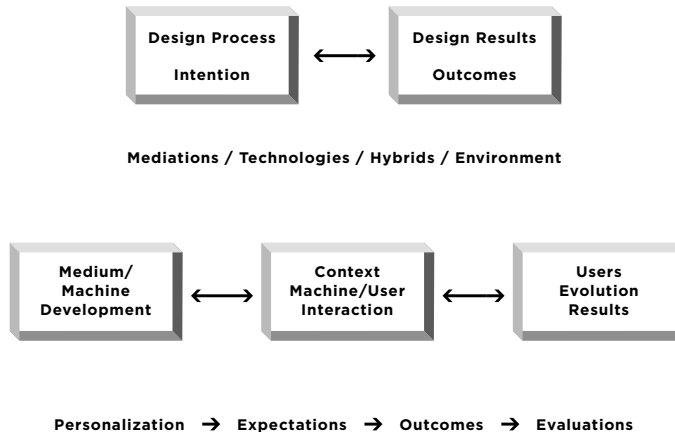 Design Process
Intention
Design Results
Outcomes
Mediations / Technologies / Hybrids / Environment
Medium/
Machine
Development
Context
Machine/User
Interaction
Users
Evolution
Results
Personalization → Expectations → Outcomes → Evaluations